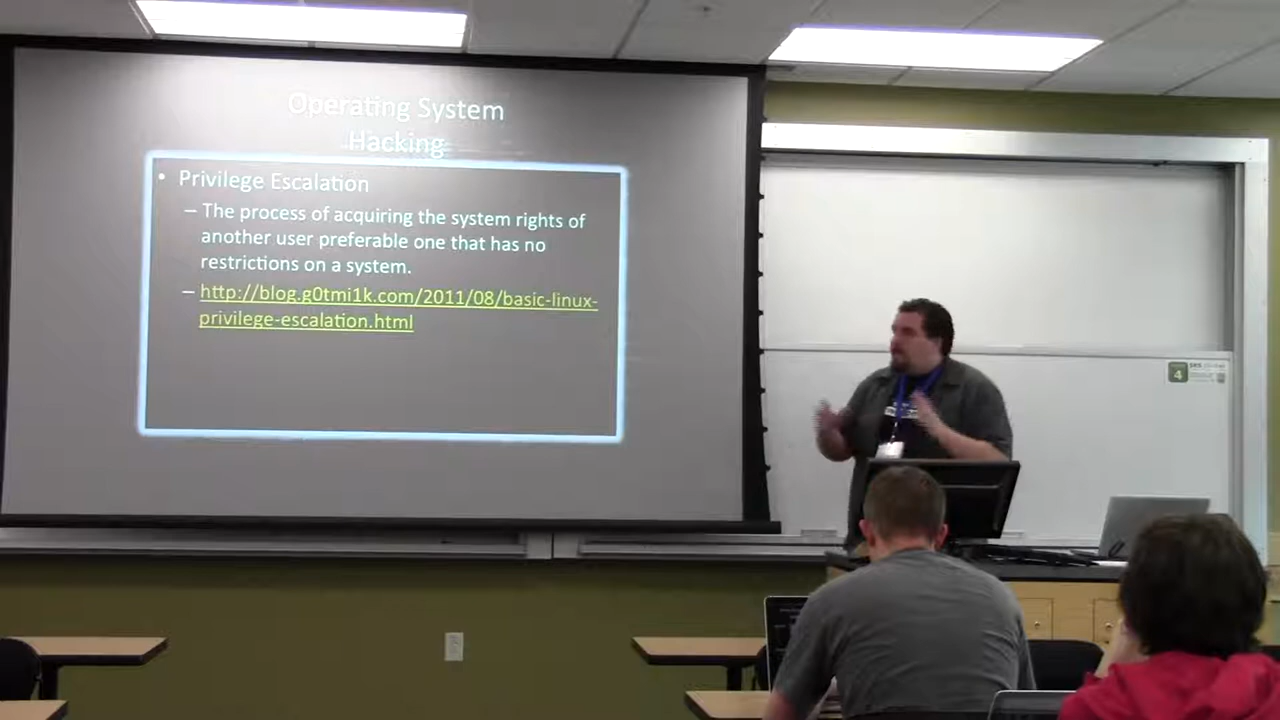 Operating System
Hacking
• Privilege Escalation
– The process of acquiring the system rights of
another user preferable one that has no
restrictions on a system.
– http://blog.g0tmi1k.com/2011/08/basic-linux-
privilege-escalation.html
4